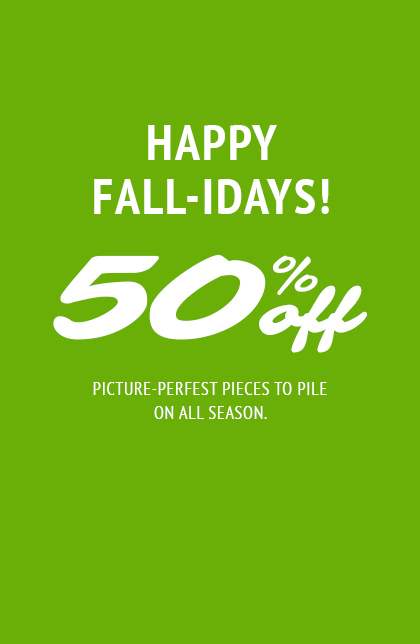 HAPPY
FALL-IDAYS!
50% off
PICTURE-PERFEST PIECES TO PILE
ON ALL SEASON.